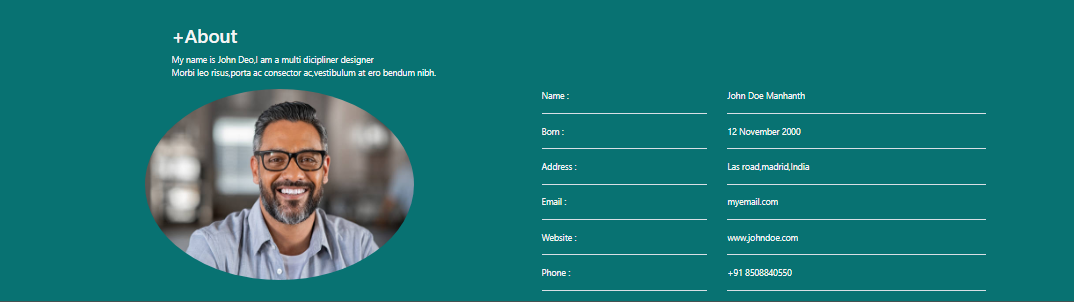 +About
My name is John Deo,I am a multi dicipliner designer
Morbi leo risus,porta ac consector ac,vestibulum at ero bendum nibh.
Name : John Doe Manhanth
Born : 12 November 2000
Address : Las road,madrid,India
Email : myemail.com
Website : www.johndoe.com
Phone : +91 8508840550